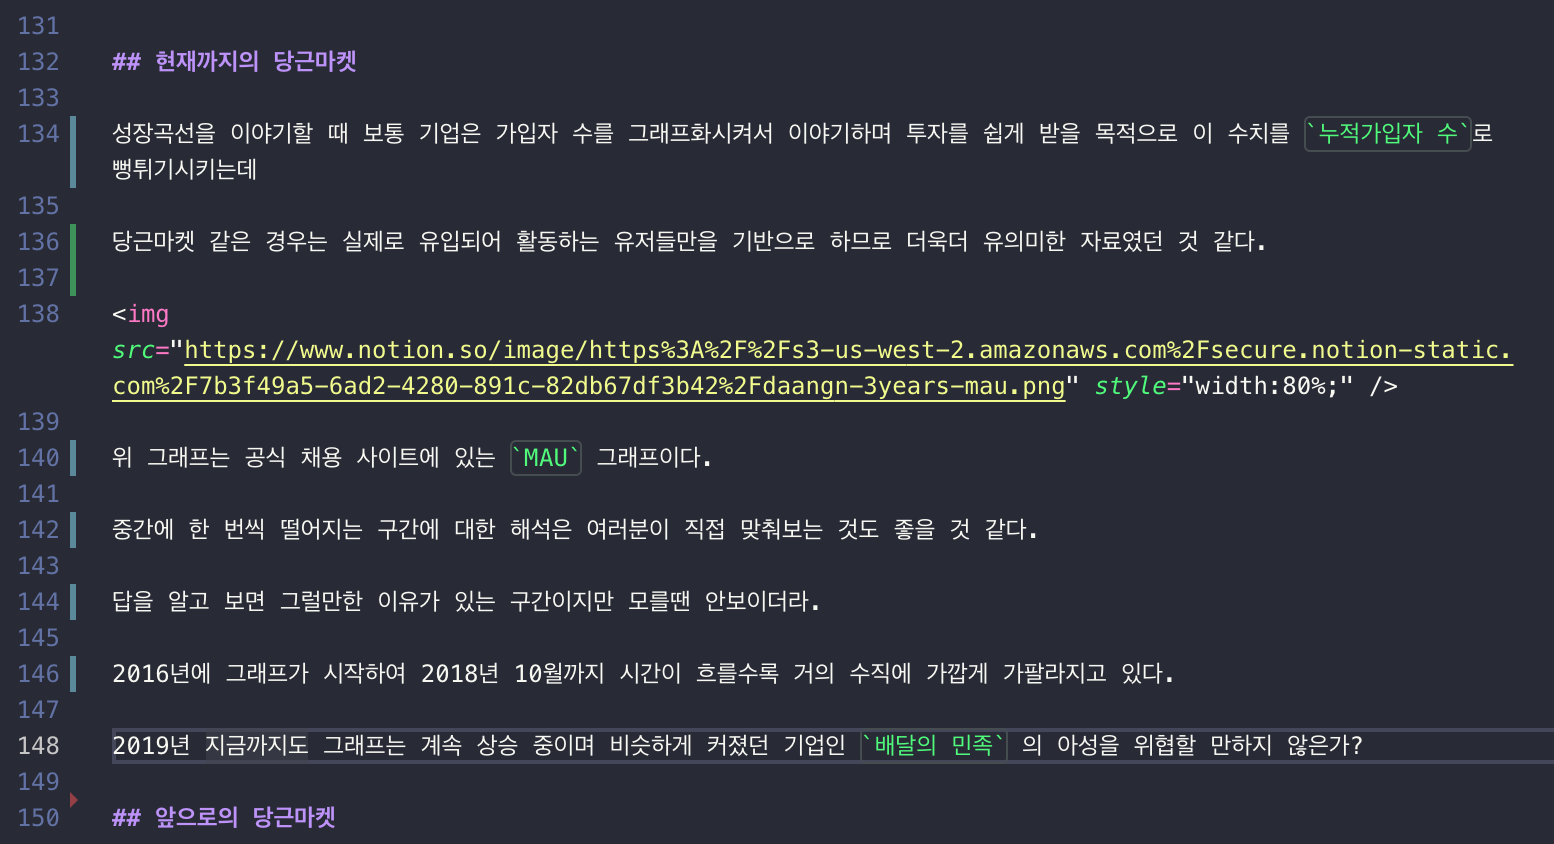 131
132 ## 현재까지의 당근마켓
133
134 성장곡선을 이야기할 때 보통 기업은 가입자 수를 그래프화시켜서 이야기하며 투자를 쉽게 받을 목적으로 이 수치를 `누적가입자 수`로
뻥튀기시키는데
135
136 당근마켓 같은 경우는 실제로 유입되어 활동하는 유저들만을 기반으로 하므로 더욱더 유의미한 자료였던 것 같다.
137
138 <img
src="https://www.notion.so/image/https%3A%2F%2Fs3-us-west-2.amazonaws.com%2Fsecure.notion-static.
com%2F7b3f49a5-6ad2-4280-891c-82db67df3b42%2Fdaangn-3years-mau.png" style="width:80%;" />
139
140 위 그래프는 공식 채용 사이트에 있는 `MAU` 그래프이다.
141
142 중간에 한 번씩 떨어지는 구간에 대한 해석은 여러분이 직접 맞춰보는 것도 좋을 것 같다.
143
144 답을 알고 보면 그럴만한 이유가 있는 구간이지만 모를땐 안보이더라.
145
146 2016년에 그래프가 시작하여 2018년 10월까지 시간이 흐를수록 거의 수직에 가깝게 가팔라지고 있다.
147
148 2019년 지금까지도 그래프는 계속 상승 중이며 비슷하게 커졌던 기업인 `배달의 민족` 의 아성을 위협할 만하지 않은가?
149
150 ## 앞으로의 당근마켓